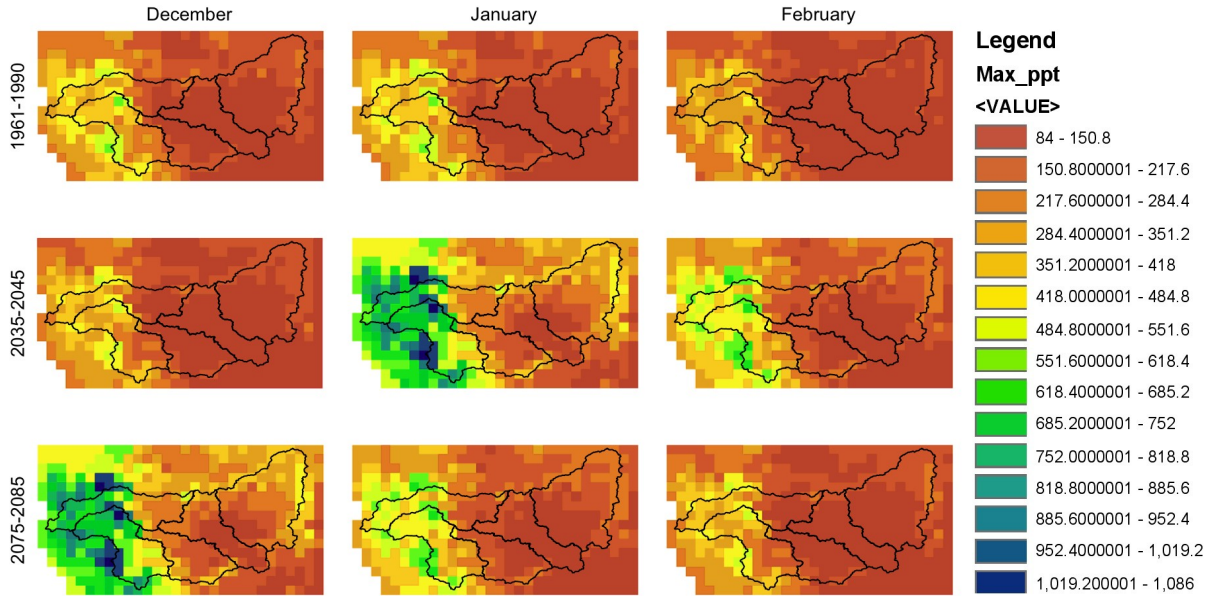 December
January
February
1961-1990
2035-2045
2075-2085
Legend
Max_ppt
<VALUE>
84 - 150.8
150.8000001 - 217.6
217.6000001 - 284.4
284.4000001 - 351.2
351.2000001 - 418
418.0000001 - 484.8
484.8000001 - 551.6
551.6000001 - 618.4
618.4000001 - 685.2
685.2000001 - 752
752.0000001 - 818.8
818.8000001 - 885.6
885.6000001 - 952.4
952.4000001 - 1,019.2
1,019.200001 - 1,086